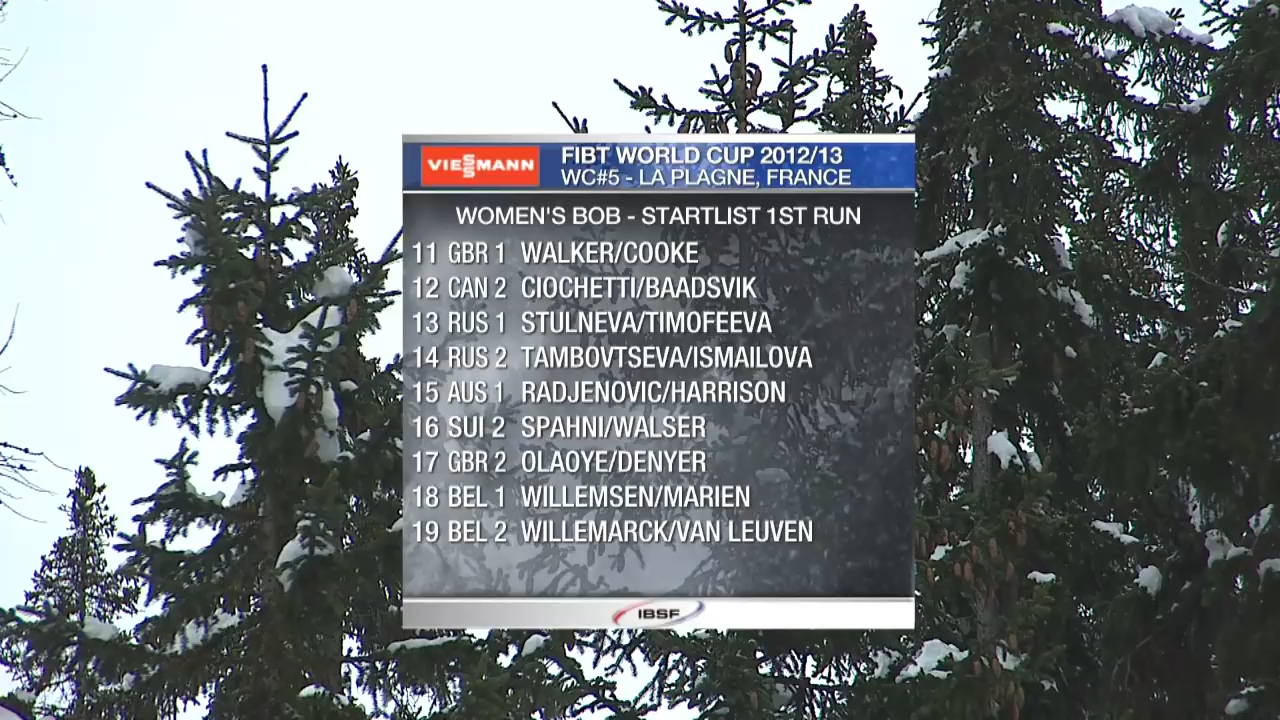 VIESSMANN
FIBT WORLD CUP 2012/13
WC#5 - LA PLAGNE, FRANCE
WOMEN'S BOB - STARTLIST 1ST RUN
11 GBR 1 WALKER/COOKE
12 CAN 2 CIOCHETTI/BAADSVIK
13 RUS 1 STULNEVA/TIMOFEEVA
14 RUS 2 TAMBOVTSEVA/ISMAILOVA
15 AUS 1 RADJENOVIC/HARRISON
16 SUI 2 SPAHNI/WALSER
17 GBR 2 OLAOYE/DENYER
18 BEL 1 WILLEMSEN/MARIEN
19 BEL 2 WILLEMARCK/VAN LEUVEN
IBSF